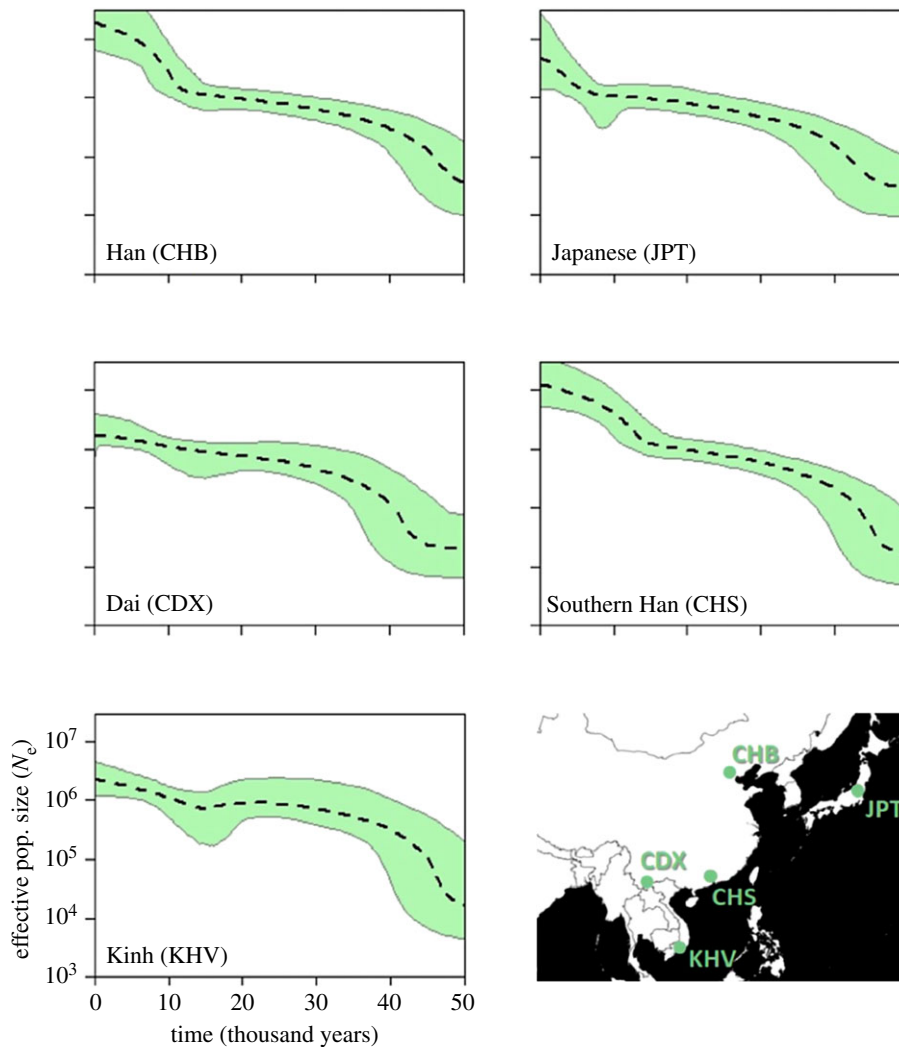 Han (CHB)
Japanese (JPT)
Dai (CDX)
Southern Han (CHS)
effective pop. size (Nₑ)
10⁷
10⁶
10⁵
10⁴
10³
Kinh (KHV)
0 10 20 30 40 50
time (thousand years)
CHB
JPT
CDX
CHS
KHV